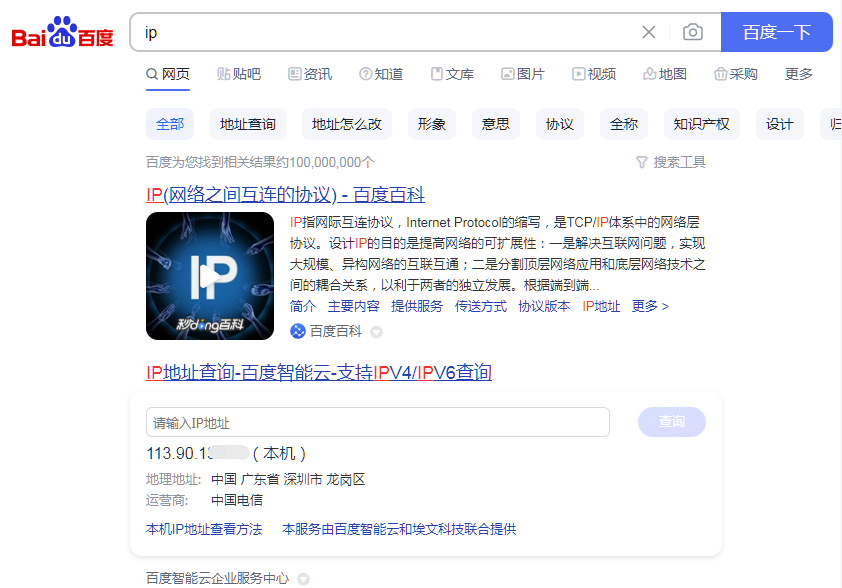 Bai du 百度
ip
百度一下
网页 贴吧 资讯 知道 文库 图片 视频 地图 采购 更多
全部 地址查询 地址怎么改 形象 意思 协议 全称 知识产权 设计
百度为您找到相关结果约100,000,000个
搜索工具
IP(网络之间互连的协议) - 百度百科
IP
秒dǒng百科
IP指网际互连协议，Internet Protocol的缩写，是TCP/IP体系中的网络层
协议。设计IP的目的是提高网络的可扩展性：一是解决互联网问题，实现
大规模、异构网络的互联互通；二是分割顶层网络应用和底层网络技术之
间的耦合关系，以利于两者的独立发展。根据端到端...
简介 主要内容 提供服务 传送方式 协议版本 IP地址 更多 >
百度百科
IP地址查询-百度智能云-支持IPV4/IPV6查询
请输入IP地址
查询
113.90.1 ( 本机 )
地理地址: 中国 广东省 深圳市 龙岗区
运营商: 中国电信
本机IP地址查看方法 本服务由百度智能云和埃文科技联合提供
百度智能云企业服务中心